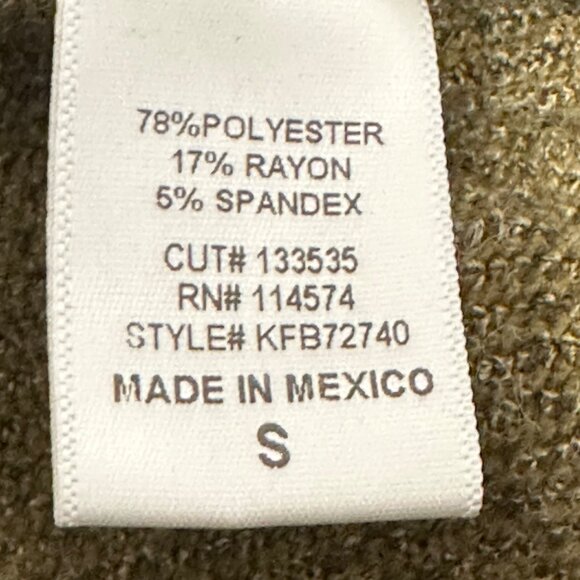 78%POLYESTER
17% RAYON
5% SPANDEX
CUT# 133535
RN# 114574
STYLE# KFB72740
MADE IN MEXICO
S